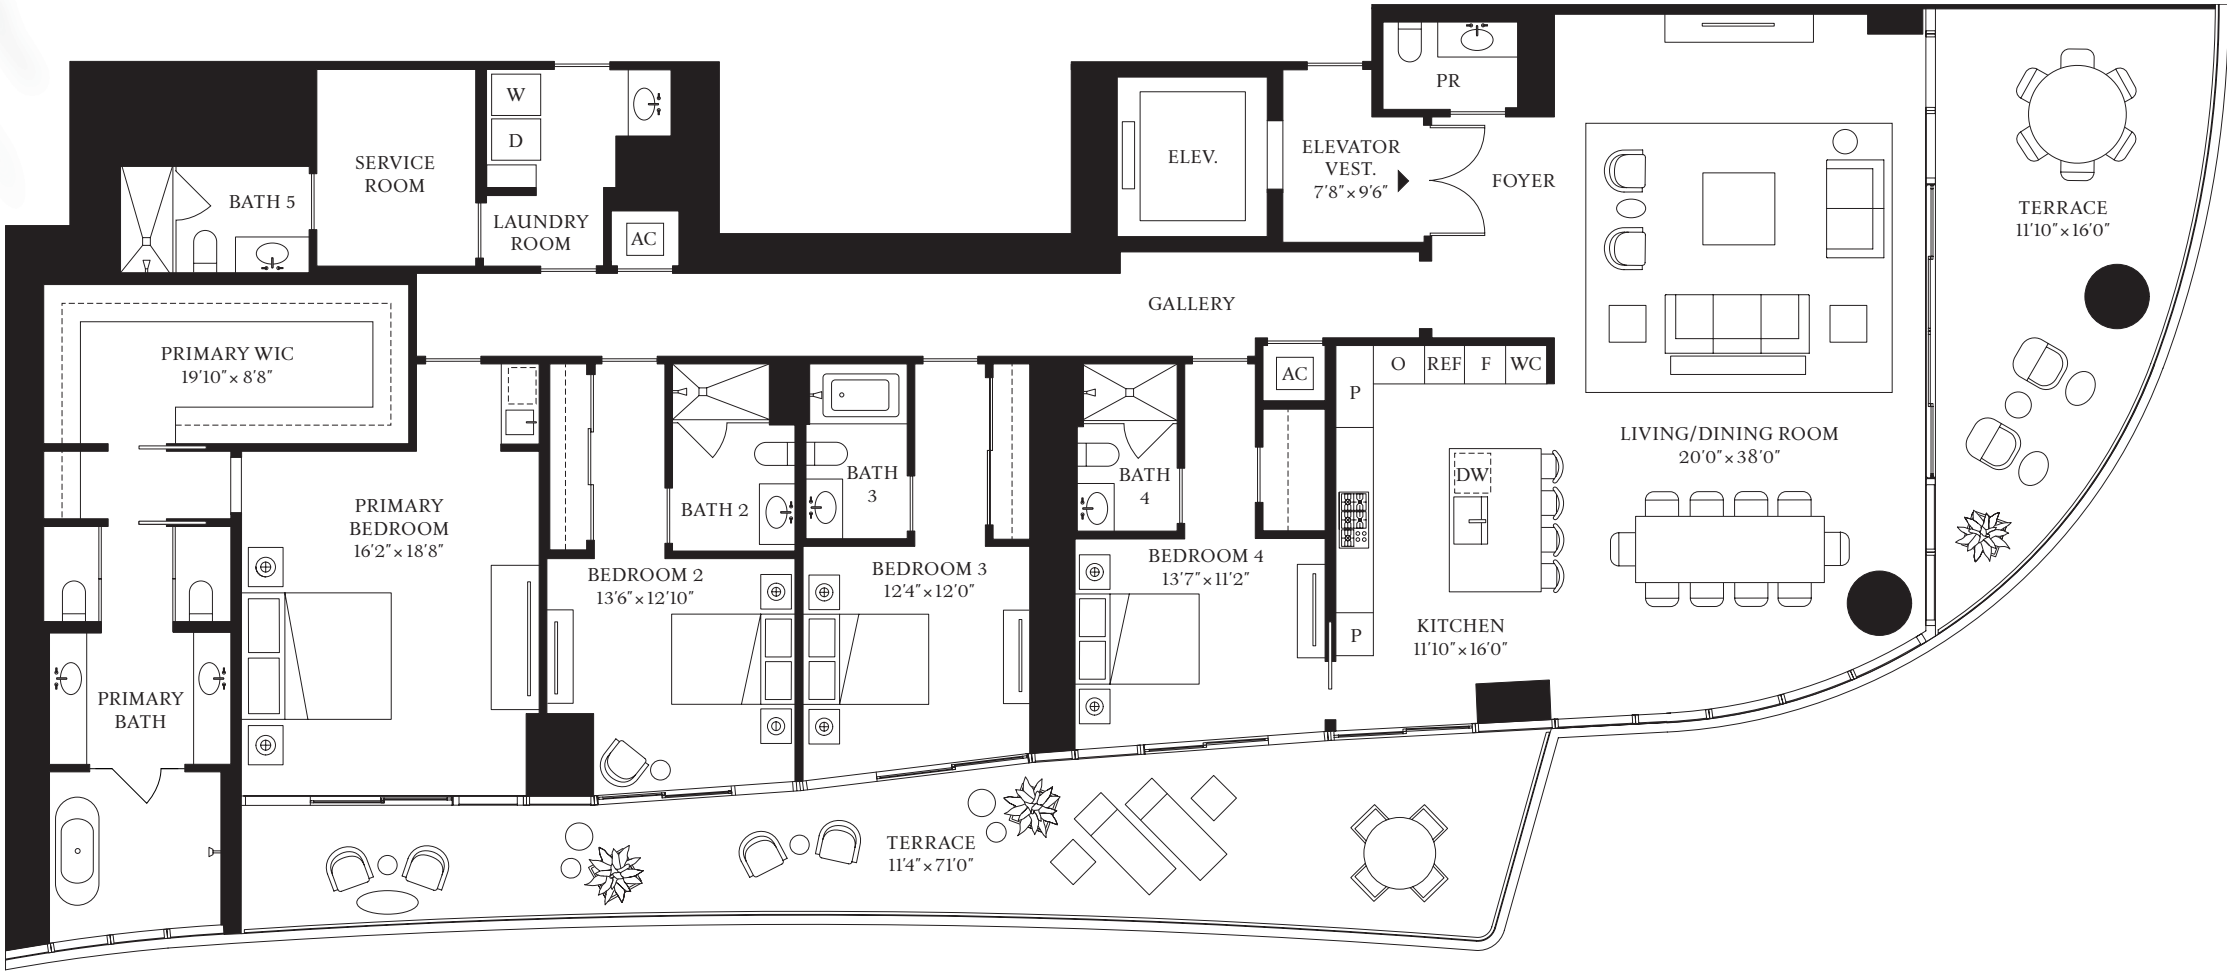 PR
W
D
SERVICE
ROOM
BATH 5
LAUNDRY
ROOM
AC
ELEV.
ELEVATOR
VEST.
7'8"×9'6"
FOYER
TERRACE
11'10"×16'0"
GALLERY
PRIMARY WIC
19'10"×8'8"
AC
O
REF
F
WC
P
LIVING/DINING ROOM
20'0"×38'0"
DW
PRIMARY
BEDROOM
16'2"×18'8"
BATH 2
BATH
3
BATH
4
BEDROOM 2
13'6"×12'10"
BEDROOM 3
12'4"×12'0"
BEDROOM 4
13'7"×11'2"
P
KITCHEN
11'10"×16'0"
PRIMARY
BATH
TERRACE
11'4"×71'0"